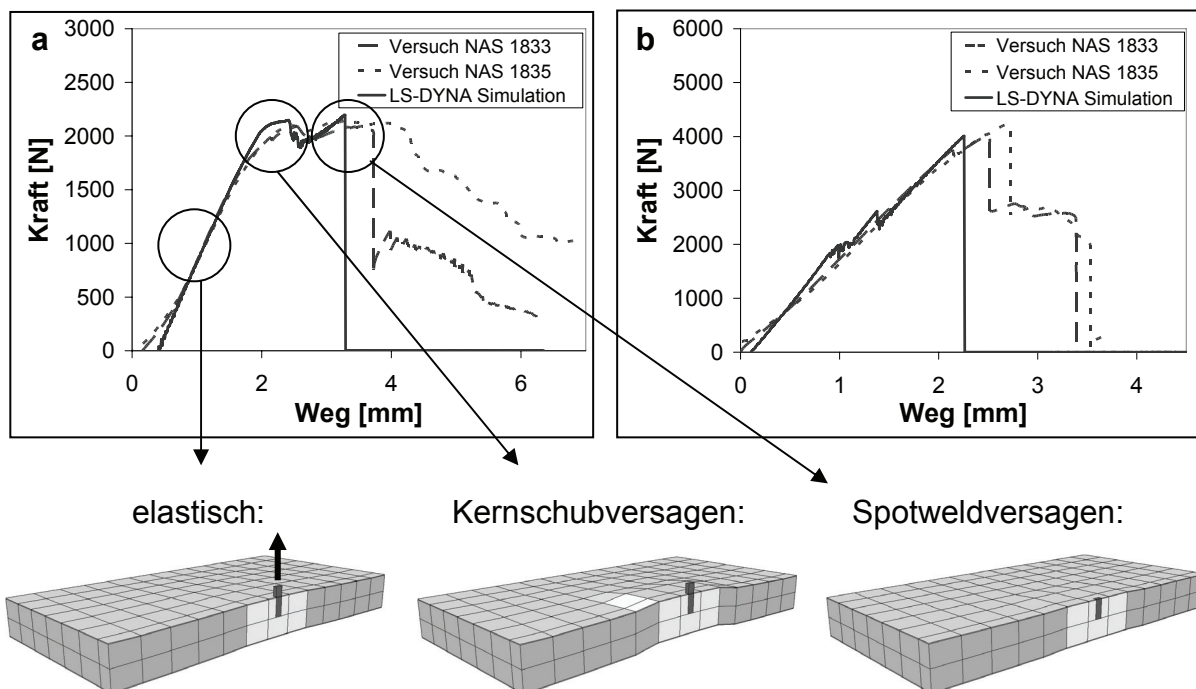 a
Versuch NAS 1833
Versuch NAS 1835
LS-DYNA Simulation
Kraft [N]
3000
2500
2000
1500
1000
500
0
0 2 4 6
Weg [mm]
b
Versuch NAS 1833
Versuch NAS 1835
LS-DYNA Simulation
Kraft [N]
6000
5000
4000
3000
2000
1000
0
0 1 2 3 4
Weg [mm]
elastisch: Kernschubversagen: Spotweldversagen: